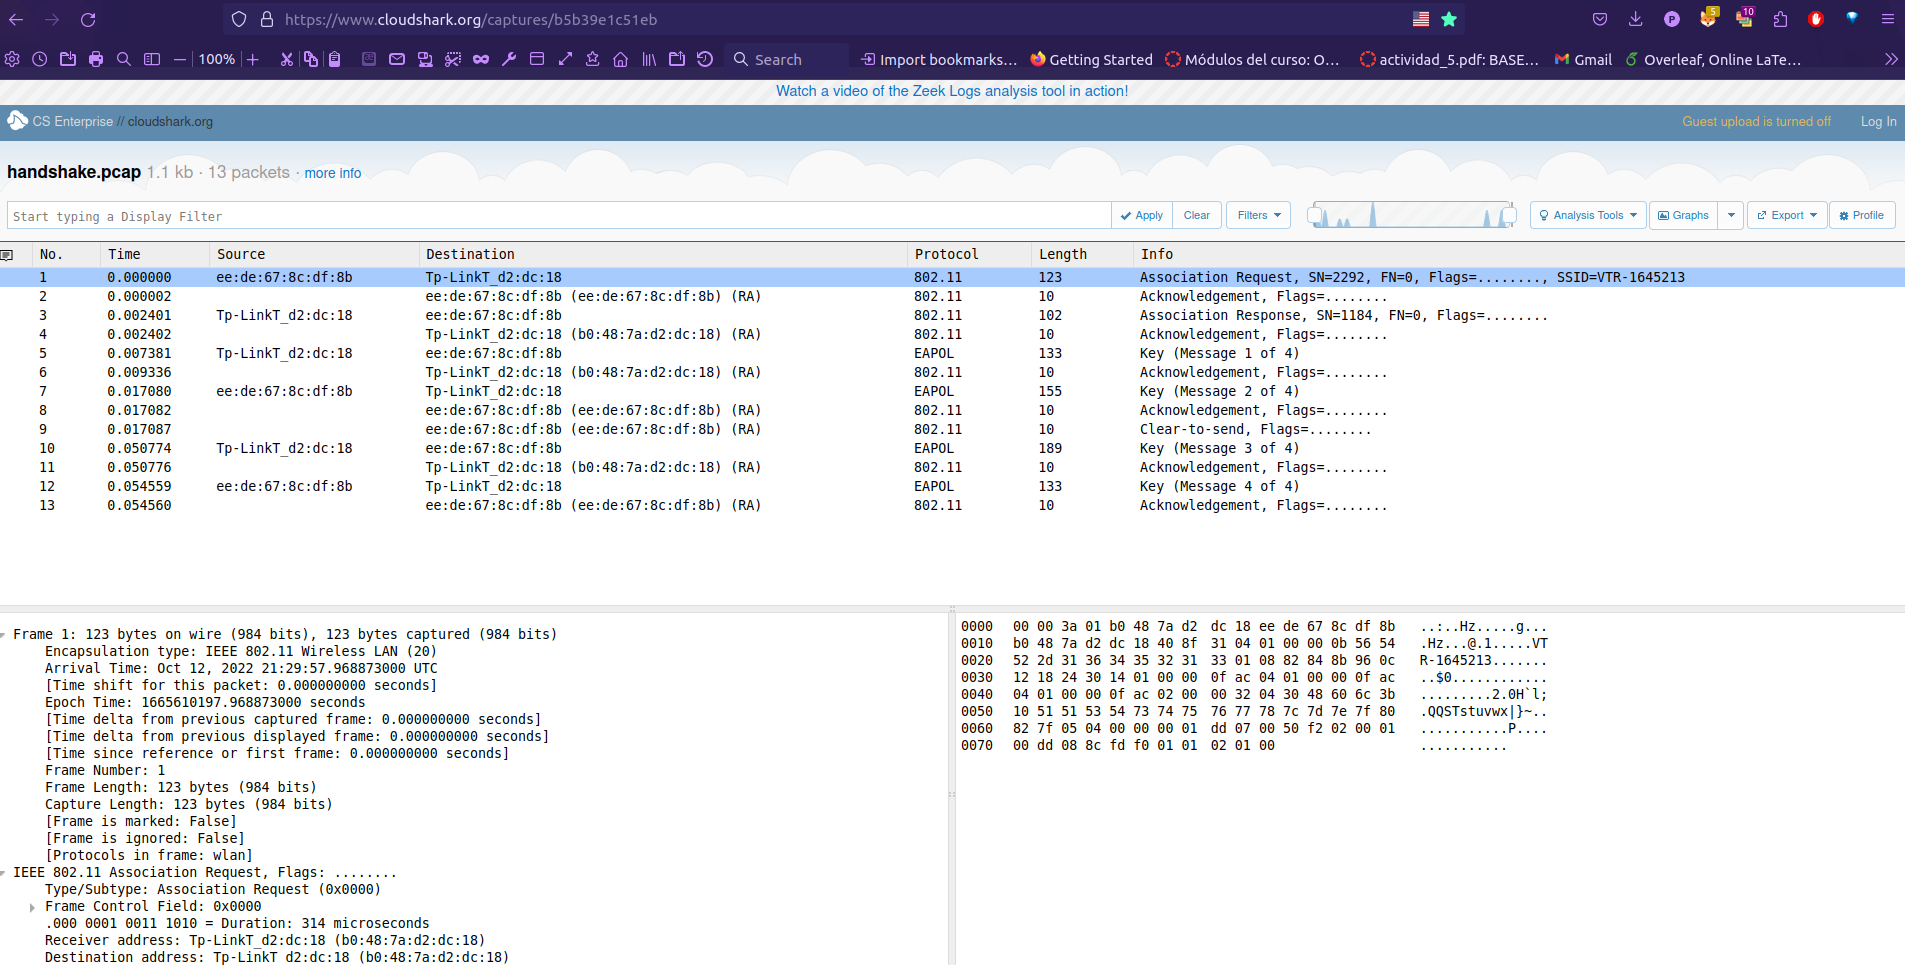 https://www.cloudshark.org/captures/b5b39e1c51eb
5
10
100%
Search
Import bookmarks...
Getting Started
Módulos del curso: O...
actividad_5.pdf: BASE...
Gmail
Overleaf, Online LaTe...
Watch a video of the Zeek Logs analysis tool in action!
CS Enterprise // cloudshark.org
Guest upload is turned off
Log In
handshake.pcap 1.1 kb · 13 packets · more info
Start typing a Display Filter
Apply
Clear
Filters
Analysis Tools
Graphs
Export
Profile
No. Time Source Destination Protocol Length Info
1 0.000000 ee:de:67:8c:df:8b Tp-LinkT_d2:dc:18 802.11 123 Association Request, SN=2292, FN=0, Flags=........, SSID=VTR-1645213
2 0.000002 ee:de:67:8c:df:8b (ee:de:67:8c:df:8b) (RA) 802.11 10 Acknowledgement, Flags=........
3 0.002401 Tp-LinkT_d2:dc:18 ee:de:67:8c:df:8b 802.11 102 Association Response, SN=1184, FN=0, Flags=........
4 0.002402 Tp-LinkT_d2:dc:18 (b0:48:7a:d2:dc:18) (RA) 802.11 10 Acknowledgement, Flags=........
5 0.007381 Tp-LinkT_d2:dc:18 ee:de:67:8c:df:8b EAPOL 133 Key (Message 1 of 4)
6 0.009336 Tp-LinkT_d2:dc:18 (b0:48:7a:d2:dc:18) (RA) 802.11 10 Acknowledgement, Flags=........
7 0.017080 ee:de:67:8c:df:8b Tp-LinkT_d2:dc:18 EAPOL 155 Key (Message 2 of 4)
8 0.017082 ee:de:67:8c:df:8b (ee:de:67:8c:df:8b) (RA) 802.11 10 Acknowledgement, Flags=........
9 0.017087 ee:de:67:8c:df:8b (ee:de:67:8c:df:8b) (RA) 802.11 10 Clear-to-send, Flags=........
10 0.050774 Tp-LinkT_d2:dc:18 ee:de:67:8c:df:8b EAPOL 189 Key (Message 3 of 4)
11 0.050776 Tp-LinkT_d2:dc:18 (b0:48:7a:d2:dc:18) (RA) 802.11 10 Acknowledgement, Flags=........
12 0.054559 ee:de:67:8c:df:8b Tp-LinkT_d2:dc:18 EAPOL 133 Key (Message 4 of 4)
13 0.054560 ee:de:67:8c:df:8b (ee:de:67:8c:df:8b) (RA) 802.11 10 Acknowledgement, Flags=........
Frame 1: 123 bytes on wire (984 bits), 123 bytes captured (984 bits)
Encapsulation type: IEEE 802.11 Wireless LAN (20)
Arrival Time: Oct 12, 2022 21:29:57.968873000 UTC
[Time shift for this packet: 0.000000000 seconds]
Epoch Time: 1665610197.968873000 seconds
[Time delta from previous captured frame: 0.000000000 seconds]
[Time delta from previous displayed frame: 0.000000000 seconds]
[Time since reference or first frame: 0.000000000 seconds]
Frame Number: 1
Frame Length: 123 bytes (984 bits)
Capture Length: 123 bytes (984 bits)
[Frame is marked: False]
[Frame is ignored: False]
[Protocols in frame: wlan]
IEEE 802.11 Association Request, Flags: ........
Type/Subtype: Association Request (0x0000)
Frame Control Field: 0x0000
.000 0001 0011 1010 = Duration: 314 microseconds
Receiver address: Tp-LinkT_d2:dc:18 (b0:48:7a:d2:dc:18)
Destination address: Tp-LinkT_d2:dc:18 (b0:48:7a:d2:dc:18)
0000 00 00 3a 01 b0 48 7a d2 dc 18 ee de 67 8c df 8b ..:..Hz.....g...
0010 b0 48 7a d2 dc 18 40 8f 31 04 01 00 00 0b 56 54 .Hz...@.1.....VT
0020 52 2d 31 36 34 35 32 31 33 01 08 82 84 8b 96 0c R-1645213.......
0030 12 18 24 30 14 01 00 00 0f ac 04 01 00 00 0f ac ..$0............
0040 04 01 00 00 0f ac 02 00 00 32 04 30 48 60 6c 3b .........2.0H`l;
0050 10 51 51 53 54 73 74 75 76 77 78 7c 7d 7e 7f 80 .QQSTstuvwx|}~..
0060 82 7f 05 04 00 00 00 01 dd 07 00 50 f2 02 00 01 ...........P....
0070 00 dd 08 8c fd f0 01 01 02 01 00 ...........